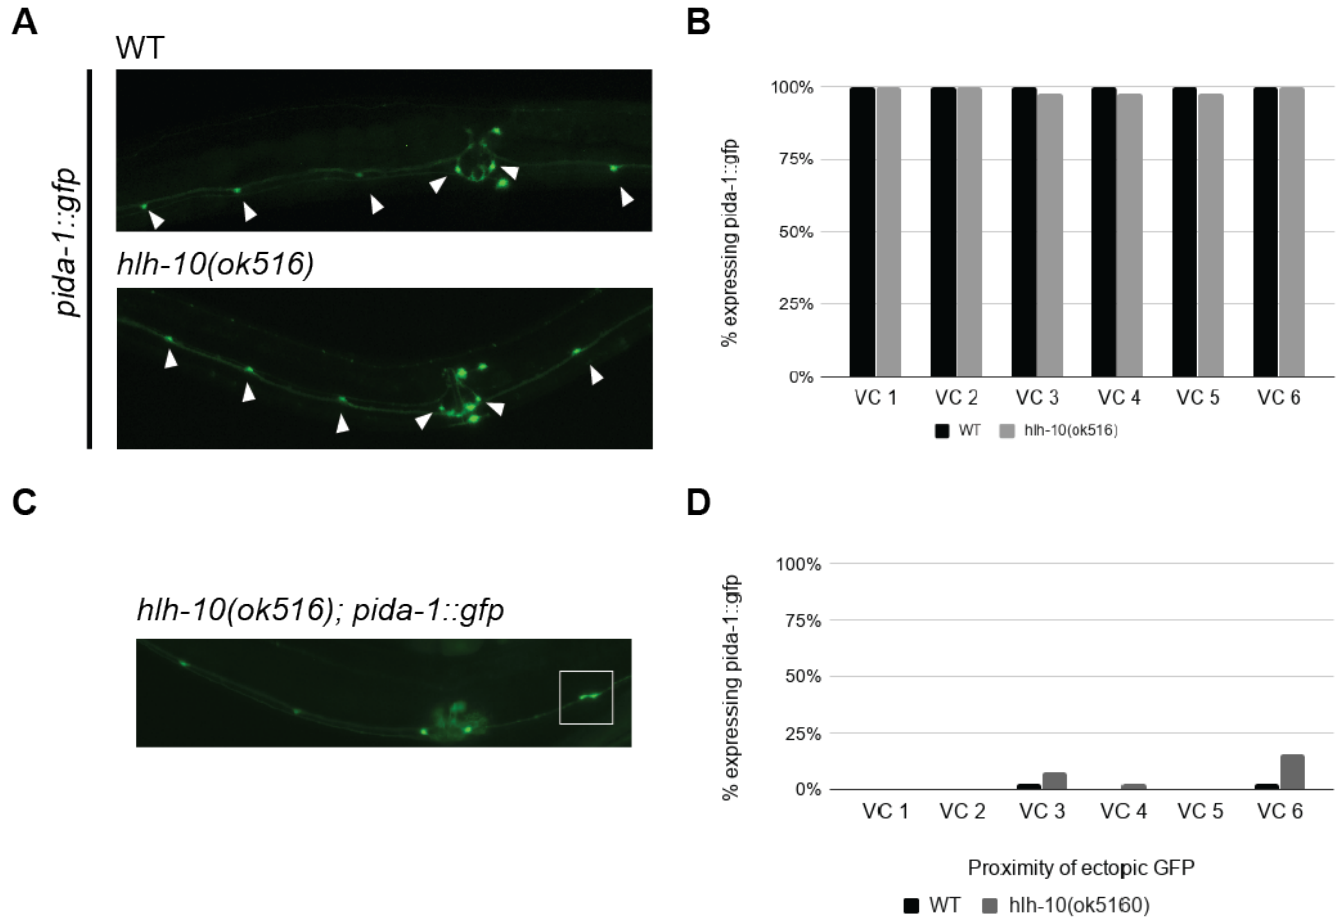 A
WT
pida-1::gfp
hlh-10(ok516)
B
100%
75%
50%
25%
0%
% expressing pida-1::gfp
VC 1 VC 2 VC 3 VC 4 VC 5 VC 6
WT hlh-10(ok516)
C
hlh-10(ok516); pida-1::gfp
D
100%
75%
50%
25%
0%
% expressing pida-1::gfp
VC 1 VC 2 VC 3 VC 4 VC 5 VC 6
Proximity of ectopic GFP
WT hlh-10(ok5160)